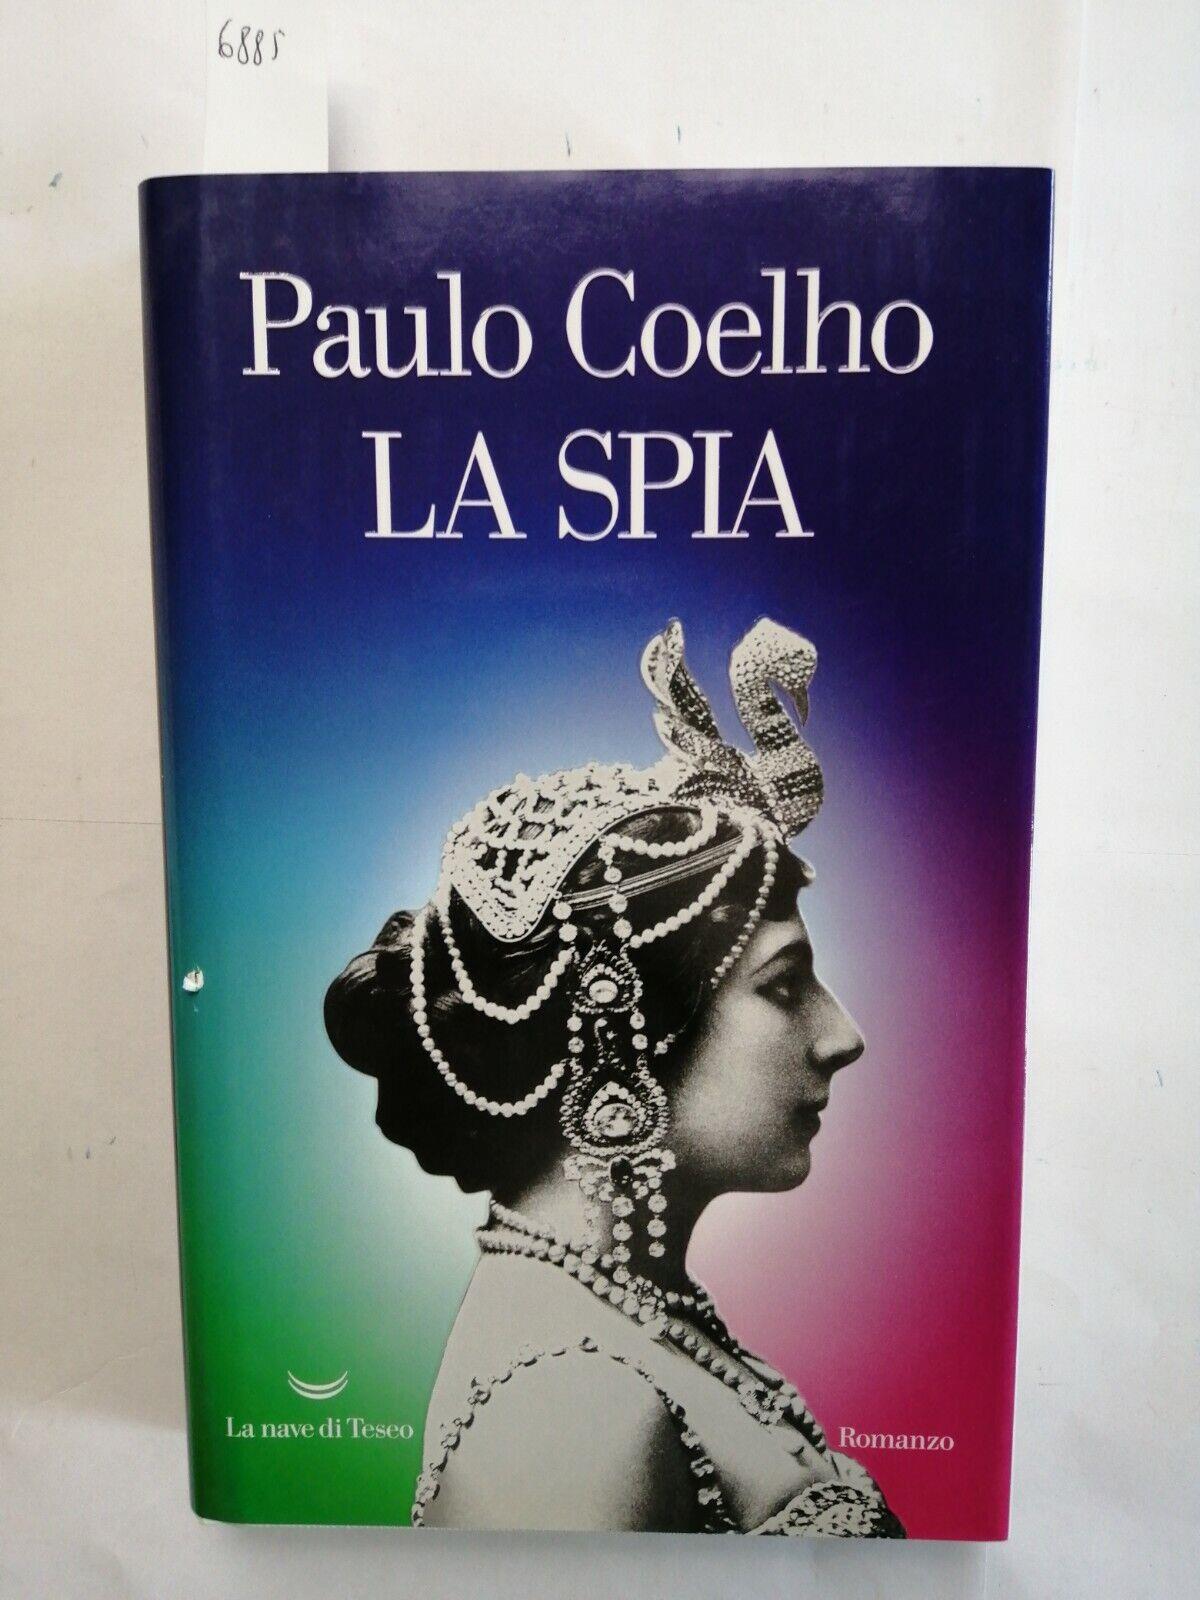 6885
Paulo Coelho
LA SPIA
La nave di Teseo
Romanzo